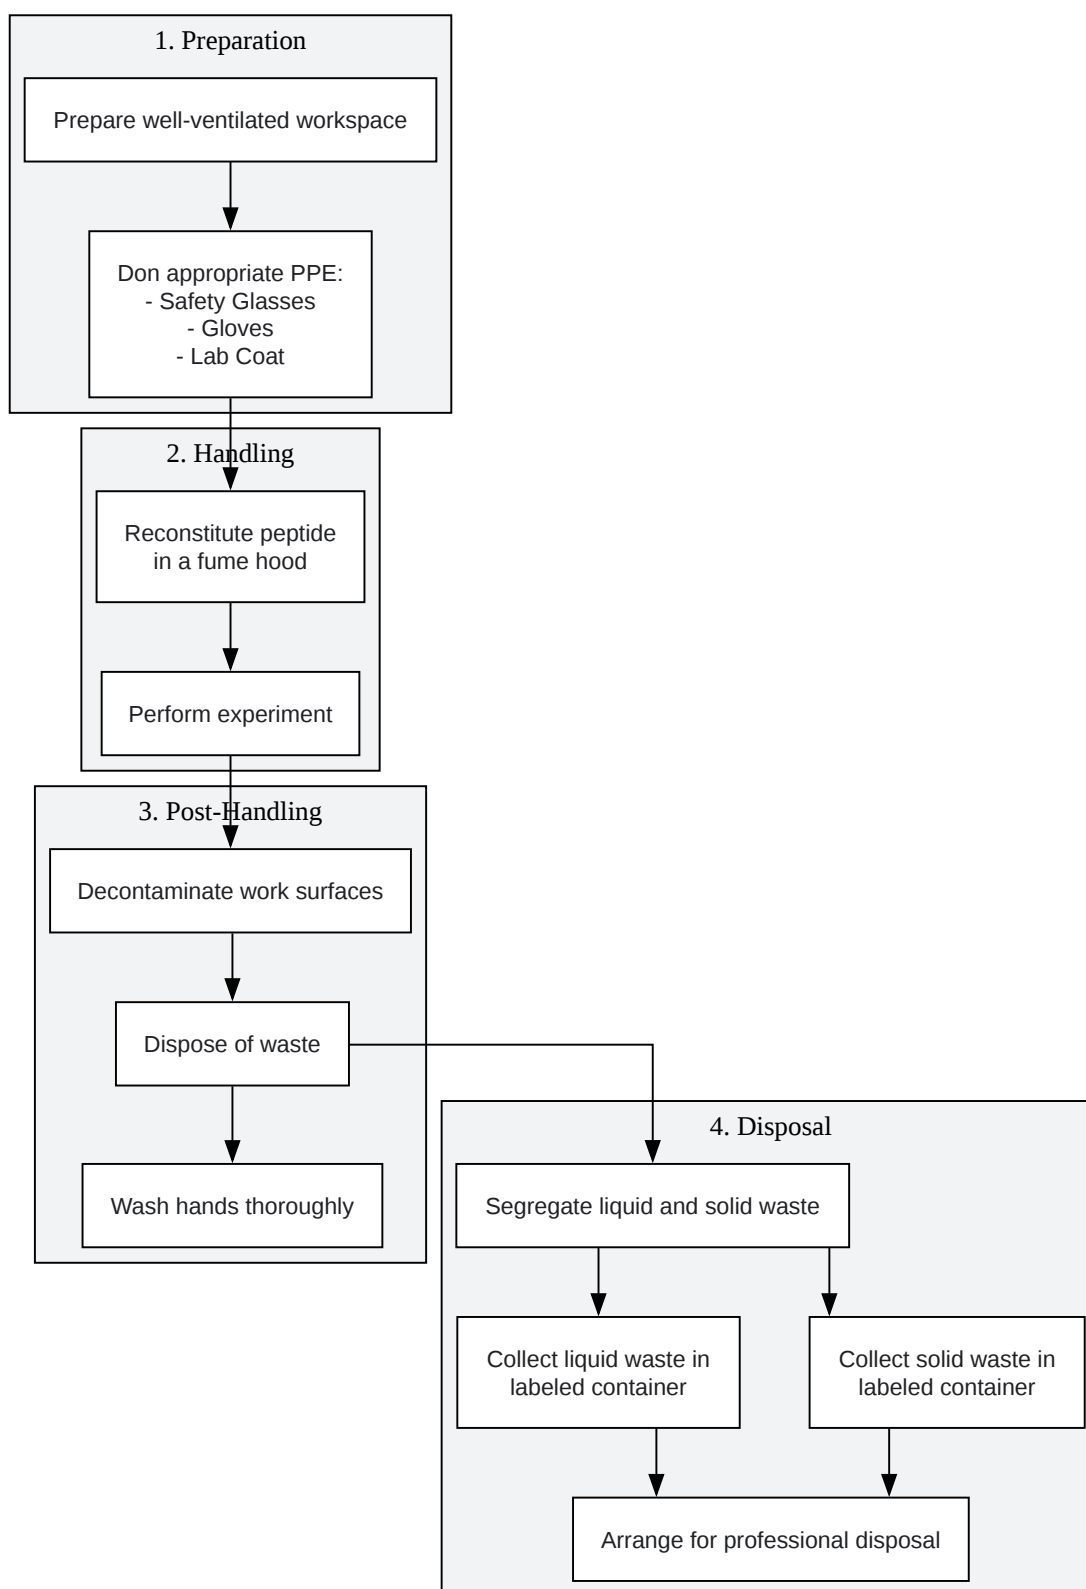 1. Preparation
Prepare well-ventilated workspace
Don appropriate PPE:
- Safety Glasses
- Gloves
- Lab Coat
2. Handling
Reconstitute peptide
in a fume hood
Perform experiment
3. Post-Handling
Decontaminate work surfaces
Dispose of waste
Wash hands thoroughly
4. Disposal
Segregate liquid and solid waste
Collect liquid waste in
labeled container
Collect solid waste in
labeled container
Arrange for professional disposal